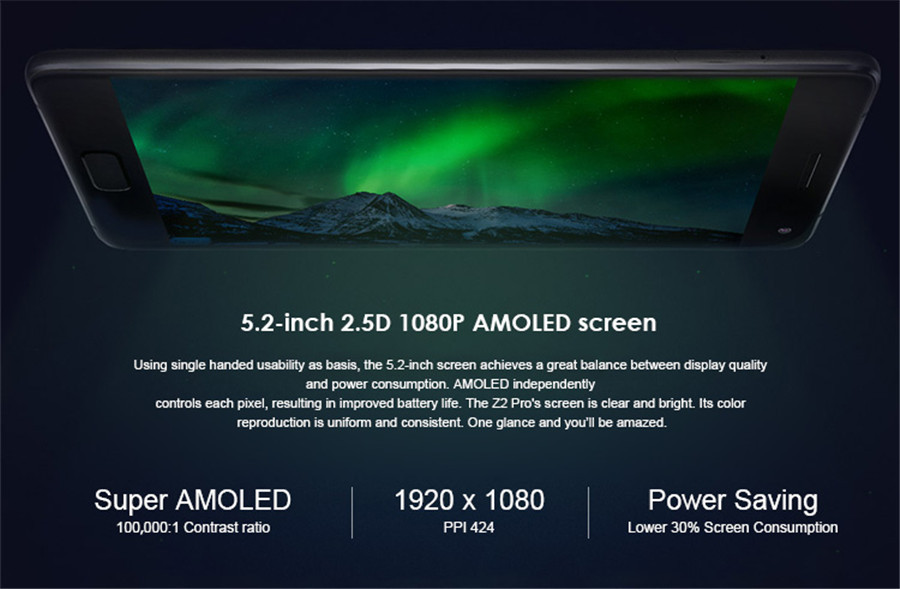 5.2-inch 2.5D 1080P AMOLED screen
Using single handed usability as basis, the 5.2-inch screen achieves a great balance between display quality
and power consumption. AMOLED independently
controls each pixel, resulting in improved battery life. The Z2 Pro's screen is clear and bright. Its color
reproduction is uniform and consistent. One glance and you'll be amazed.
Super AMOLED
100,000:1 Contrast ratio
1920 x 1080
PPI 424
Power Saving
Lower 30% Screen Consumption